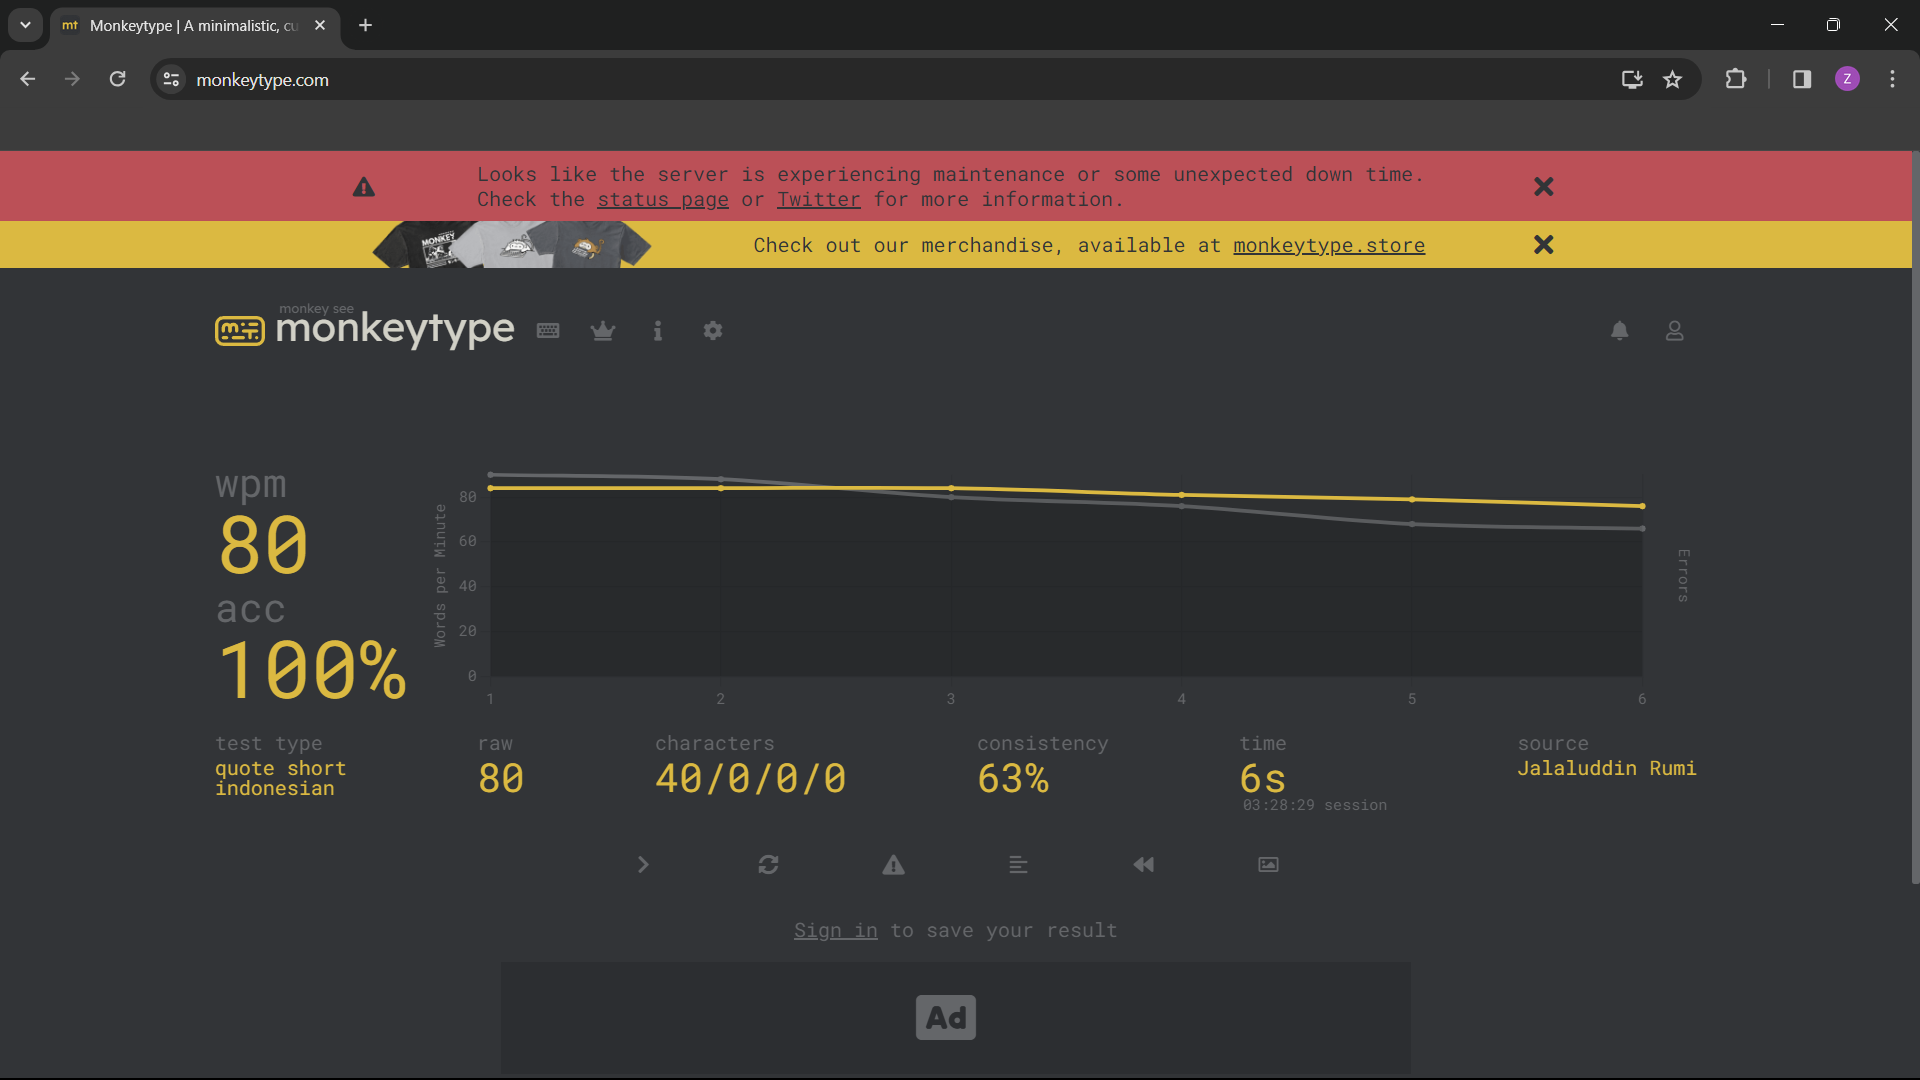 mt Monkeytype | A minimalistic, cu
monkeytype.com
Z
Looks like the server is experiencing maintenance or some unexpected down time.
Check the status page or Twitter for more information.
MONKEY
Check out our merchandise, available at monkeytype.store
monkey see
monkeytype
wpm
80
acc
100%
Words per Minute
80
60
40
20
0
1 2 3 4 5 6
Errors
test type
quote short
indonesian
raw
80
characters
40/0/0/0
consistency
63%
time
6s
03:28:29 session
source
Jalaluddin Rumi
Sign in to save your result
Ad